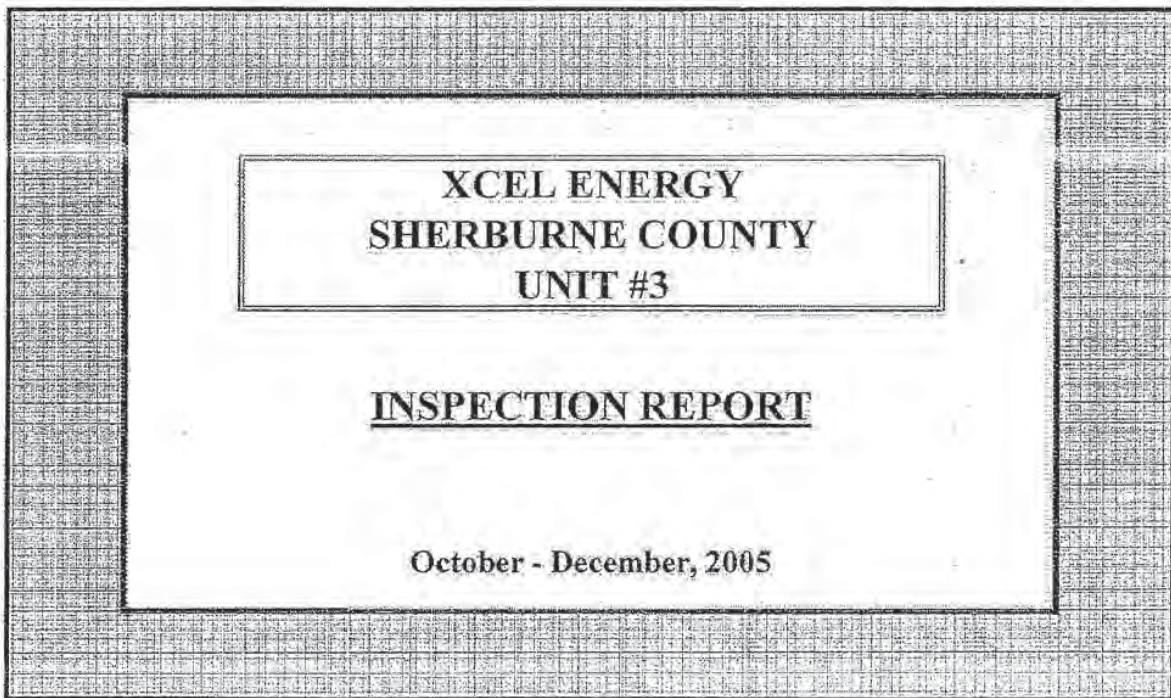 XCEL ENERGY
SHERBURNE COUNTY
UNIT #3
INSPECTION REPORT
October - December, 2005